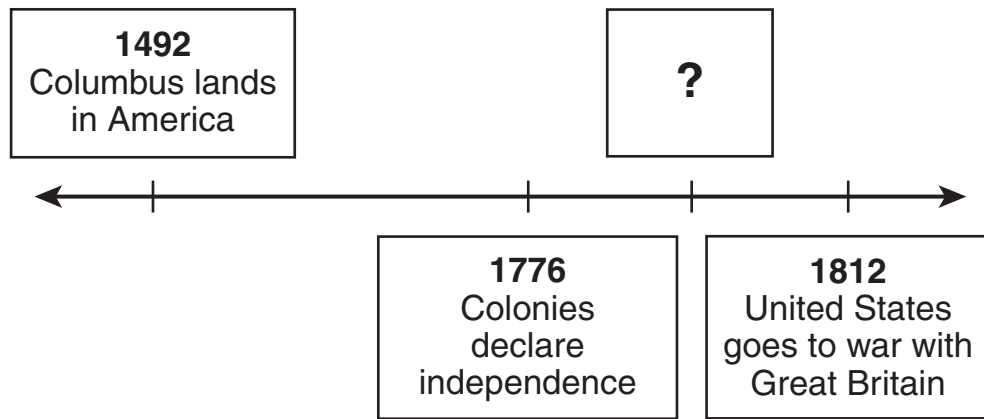 1492
Columbus lands
in America
?
1776
Colonies
declare
independence
1812
United States
goes to war with
Great Britain